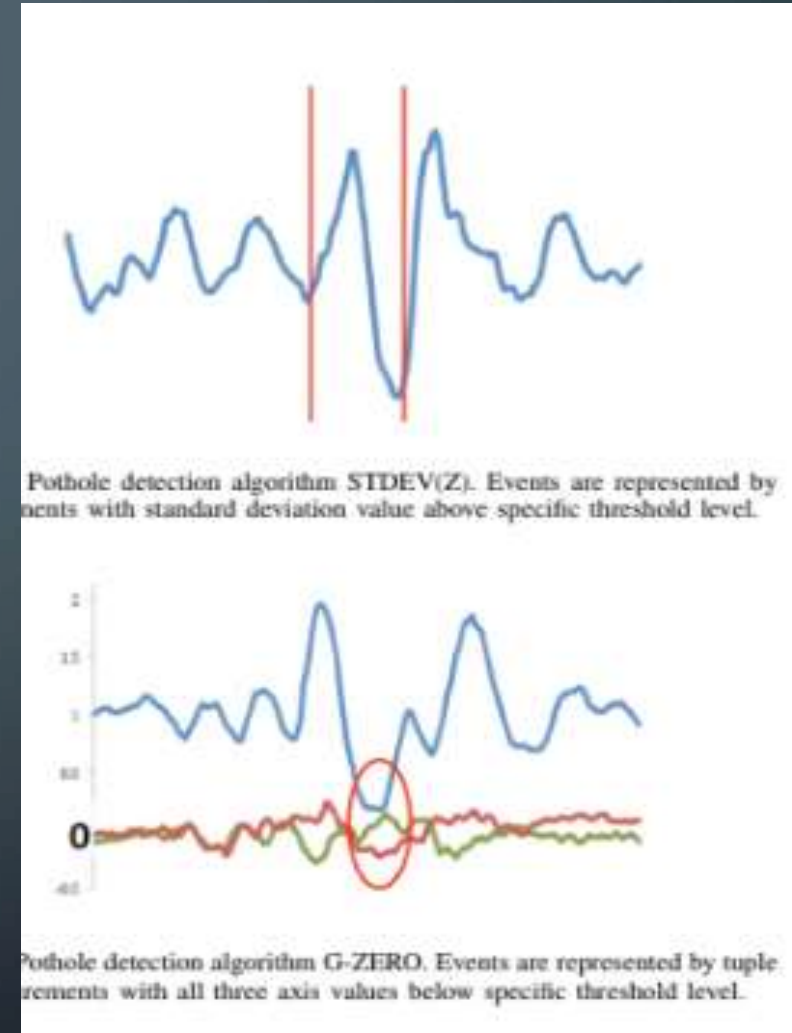 Pothole detection algorithm STDEV(Z). Events are represented by
nents with standard deviation value above specific threshold level.
2
1.5
1
0
Pothole detection algorithm G-ZERO. Events are represented by tuple
rements with all three axis values below specific threshold level.